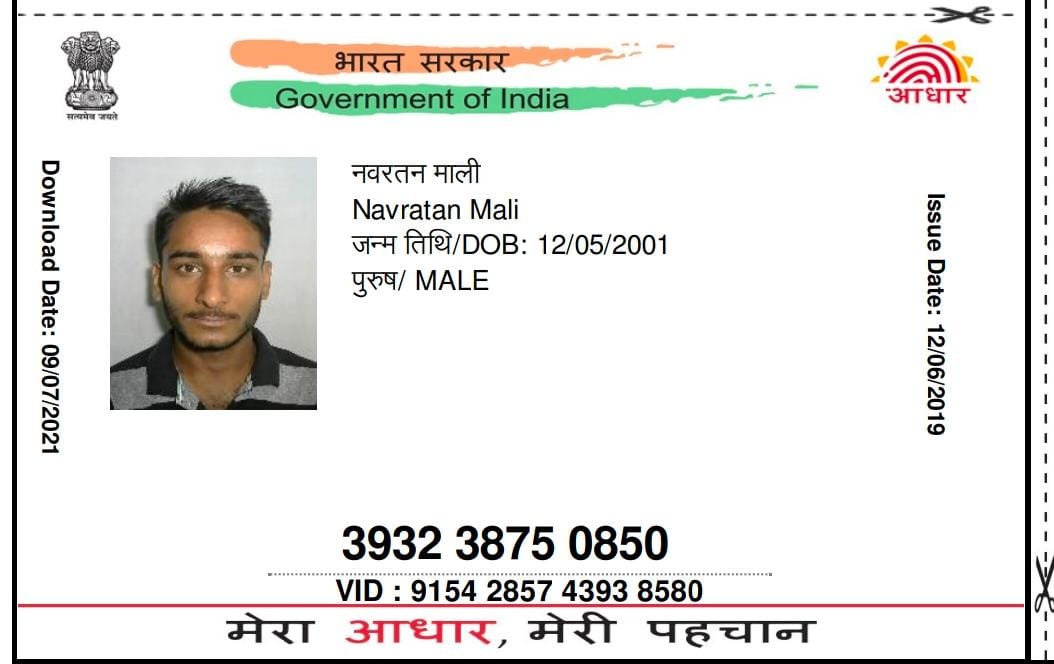 भारत सरकार
Government of India
सत्यमेव जयते
आधार
Download Date: 09/07/2021
नवरतन माली
Navratan Mali
जन्म तिथि/DOB: 12/05/2001
पुरुष/ MALE
Issue Date: 12/06/2019
3932 3875 0850
VID : 9154 2857 4393 8580
मेरा आधार, मेरी पहचान